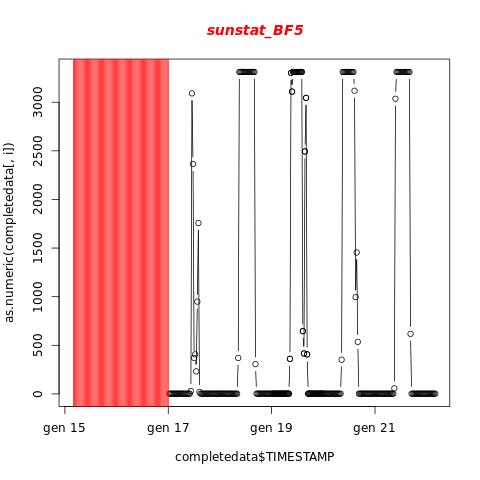 sunstat_BF5
as.numeric(completedata[, i])
3000
2500
2000
1500
1000
500
0
gen 15
gen 17
gen 19
gen 21
completedata$TIMESTAMP